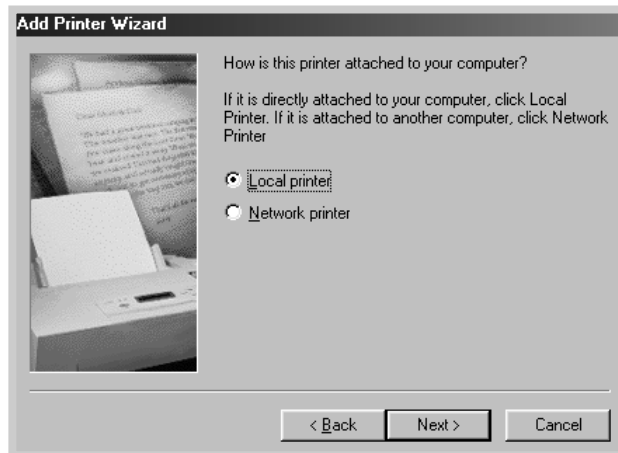 Add Printer Wizard
How is this printer attached to your computer?
If it is directly attached to your computer, click Local
Printer. If it is attached to another computer, click Network
Printer
Local printer
Network printer
< Back
Next >
Cancel